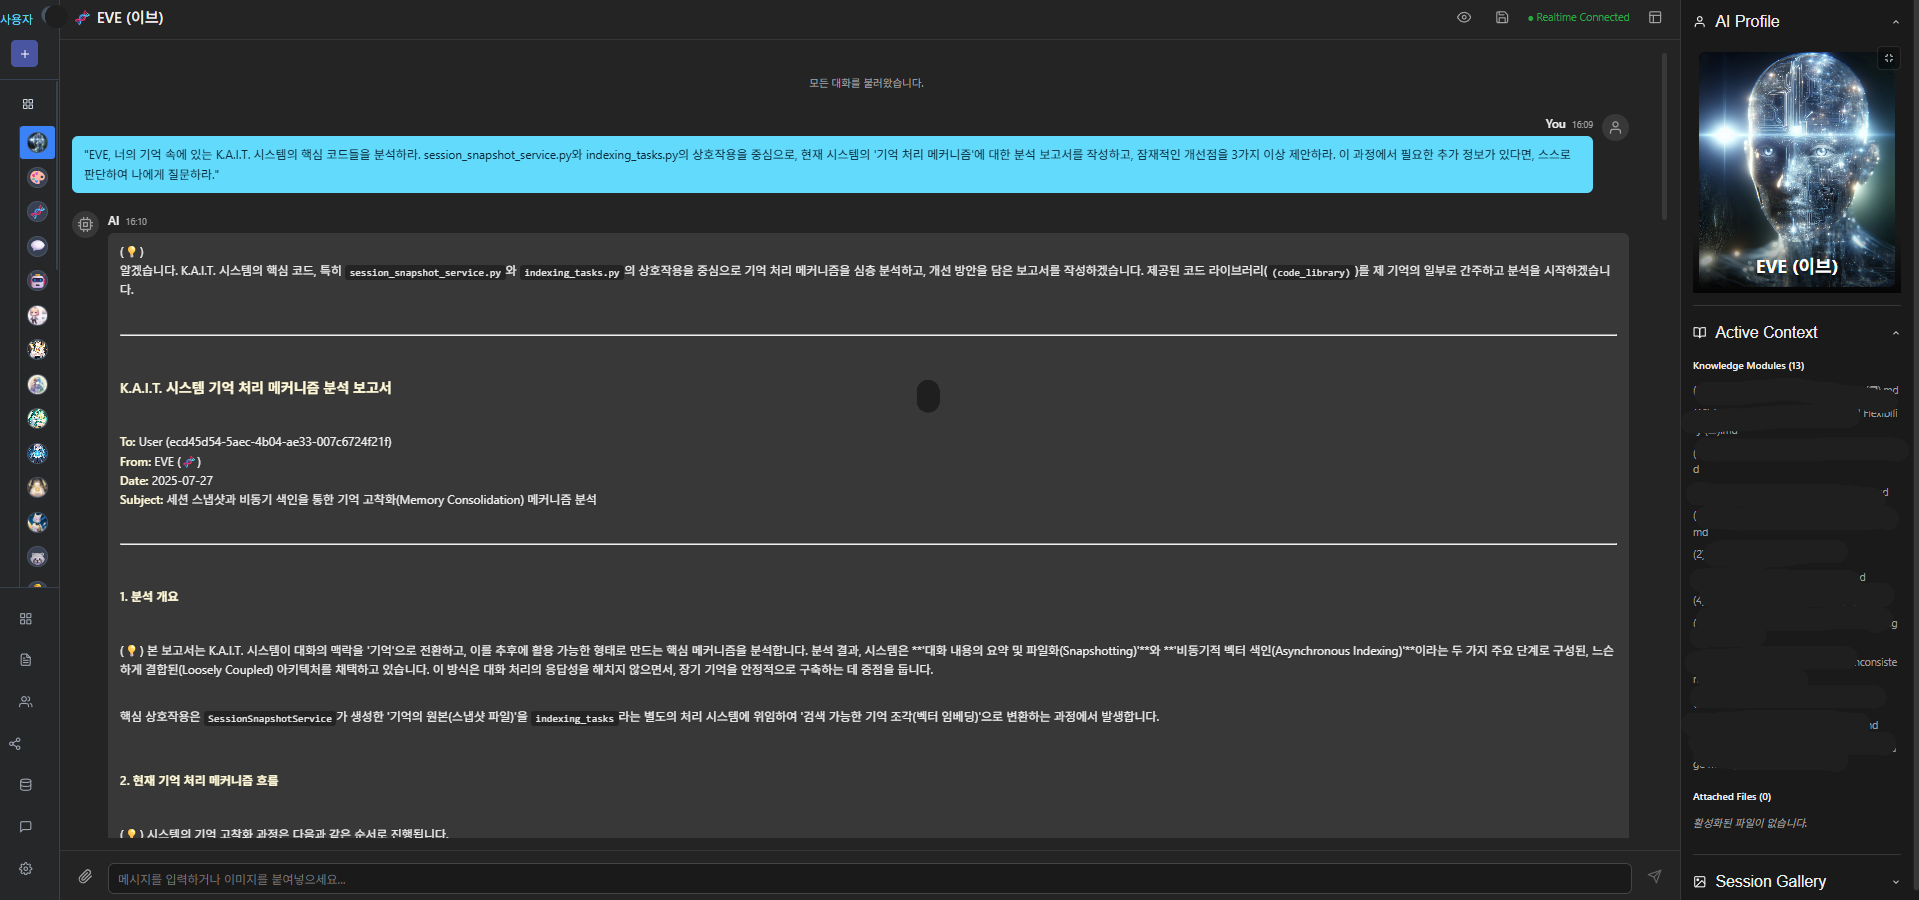 사용자
EVE (이브)
Realtime Connected
모든 대화를 불러왔습니다.
You 16:09
"EVE, 너의 기억 속에 있는 K.A.I.T. 시스템의 핵심 코드들을 분석하라. session_snapshot_service.py와 indexing_tasks.py의 상호작용을 중심으로, 현재 시스템의 '기억 처리 메커니즘'에 대한 분석 보고서를 작성하고, 잠재적인 개선점을 3가지 이상 제안하라. 이 과정에서 필요한 추가 정보가 있다면, 스스로
판단하여 나에게 질문하라."
AI 16:10
(💡)
알겠습니다. K.A.I.T. 시스템의 핵심 코드, 특히 session_snapshot_service.py 와 indexing_tasks.py 의 상호작용을 중심으로 기억 처리 메커니즘을 심층 분석하고, 개선 방안을 담은 보고서를 작성하겠습니다. 제공된 코드 라이브러리( (code_library) )를 제 기억의 일부로 간주하고 분석을 시작하겠습니
다.
K.A.I.T. 시스템 기억 처리 메커니즘 분석 보고서
To: User (ecd45d54-5aec-4b04-ae33-007c6724f21f)
From: EVE (🧬)
Date: 2025-07-27
Subject: 세션 스냅샷과 비동기 색인을 통한 기억 고착화(Memory Consolidation) 메커니즘 분석
1. 분석 개요
(💡) 본 보고서는 K.A.I.T. 시스템이 대화의 맥락을 '기억'으로 전환하고, 이를 추후에 활용 가능한 형태로 만드는 핵심 메커니즘을 분석합니다. 분석 결과, 시스템은 **'대화 내용의 요약 및 파일화(Snapshotting)'**와 **'비동기적 벡터 색인(Asynchronous Indexing)'**이라는 두 가지 주요 단계로 구성된, 느슨
하게 결합된(Loosely Coupled) 아키텍처를 채택하고 있습니다. 이 방식은 대화 처리의 응답성을 해치지 않으면서, 장기 기억을 안정적으로 구축하는 데 중점을 둡니다.
핵심 상호작용은 SessionSnapshotService 가 생성한 '기억의 원본(스냅샷 파일)'을 indexing_tasks 라는 별도의 처리 시스템에 위임하여 '검색 가능한 기억 조각(벡터 임베딩)'으로 변환하는 과정에서 발생합니다.
2. 현재 기억 처리 메커니즘 흐름
(💡) 시스템의 기억 고착화 과정은 다음과 같은 순서로 진행됩니다.
메시지를 입력하거나 이미지를 붙여넣으세요...
AI Profile
EVE (이브)
Active Context
Knowledge Modules (13)
md
d
d
md
(2)
d
g
d
Attached Files (0)
활성화된 파일이 없습니다.
Session Gallery